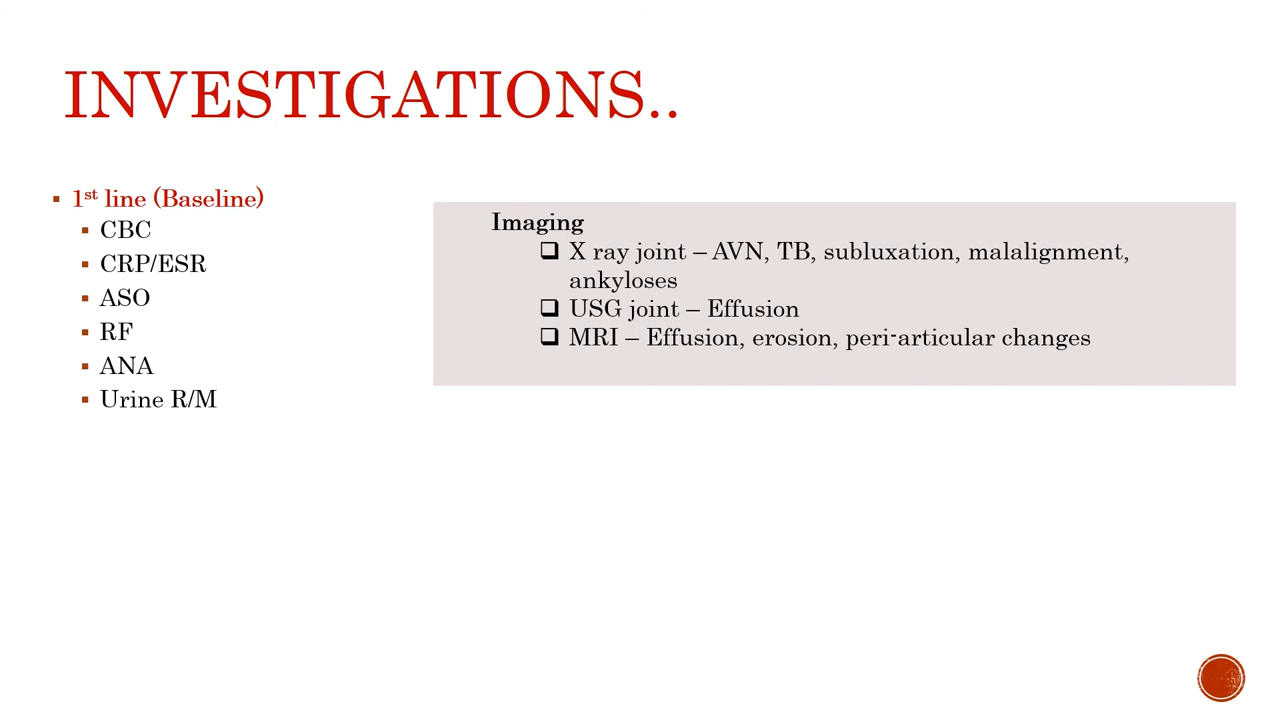 INVESTIGATIONS..
1st line (Baseline)
CBC
CRP/ESR
ASO
RF
ANA
Urine R/M
Imaging
X ray joint – AVN, TB, subluxation, malalignment,
ankyloses
USG joint – Effusion
MRI – Effusion, erosion, peri-articular changes